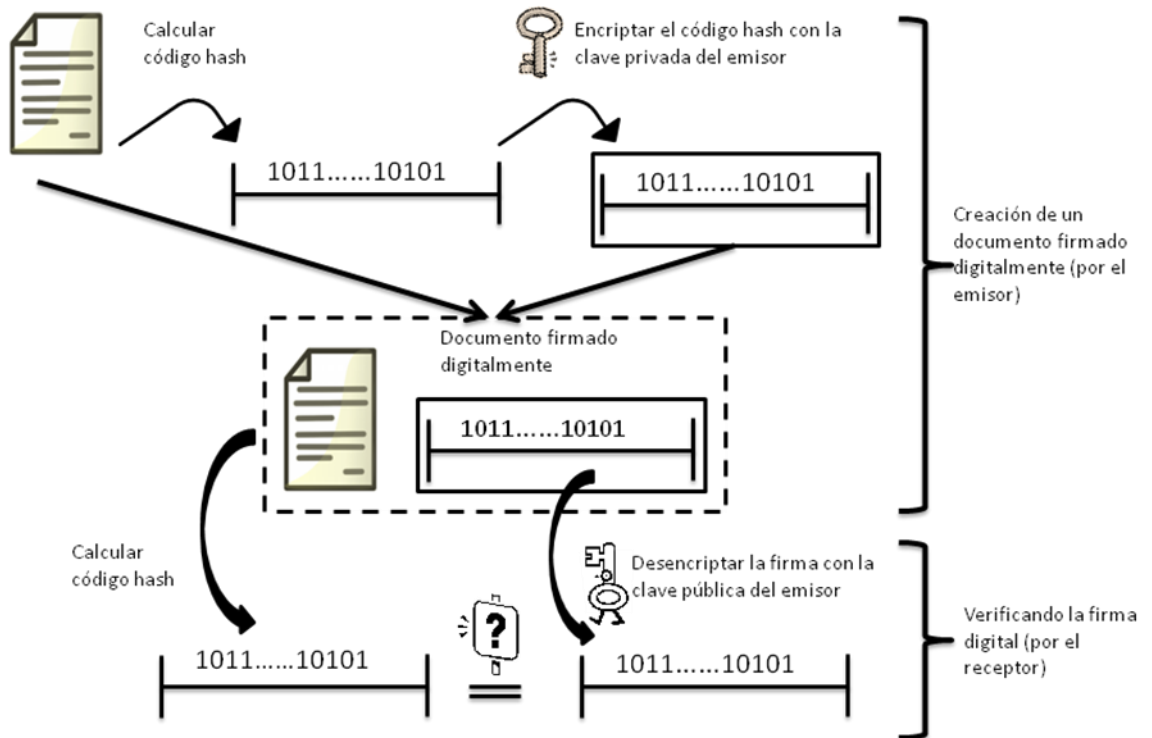 Calcular
código hash
Encriptar el código hash con la
clave privada del emisor
1011......10101
1011......10101
Creación de un
documento firmado
digitalmente (por el
emisor)
Documento firmado
digitalmente
1011......10101
Calcular
código hash
Desencriptar la firma con la
clave pública del emisor
?
Verificando la firma
digital (por el
receptor)
1011......10101
=
1011......10101